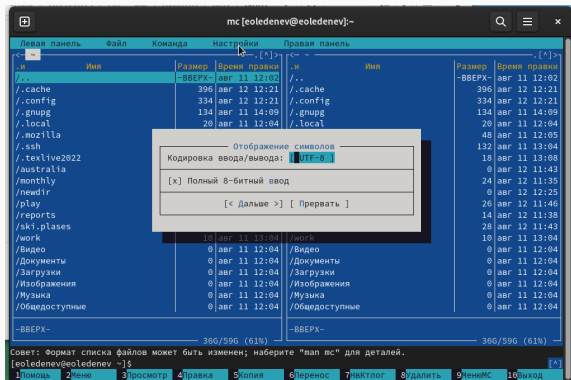 mc [eoledenev@eoledenev]:~
Левая панель Файл Команда Настройки Правая панель
<─ ~ .[^]> <─ ~ .[^]>
.и Имя Размер Время правки .и Имя Размер Время правки
/.. -ВВЕРХ- авг 11 12:02 /.. -ВВЕРХ- авг 11 12:02
/.cache 396 авг 12 12:21 /.cache 396 авг 12 12:21
/.config 334 авг 12 12:21 /.config 334 авг 12 12:21
/.gnupg 134 авг 11 14:09 /.gnupg 134 авг 11 14:09
/.local 20 авг 11 12:04 /.local 20 авг 11 12:04
/.mozilla 48 авг 11 12:05
/.ssh 132 авг 11 13:04
/.texlive2022 18 авг 11 13:08
/australia 0 авг 12 11:43
/monthly 24 авг 12 11:35
/newdir 0 авг 12 12:25
/play 26 авг 12 11:46
/reports 14 авг 12 11:38
/ski.plases 28 авг 12 11:43
/work 10 авг 11 13:04 /work 10 авг 11 13:04
/Видео 0 авг 11 12:04 /Видео 0 авг 11 12:04
/Документы 0 авг 11 12:04 /Документы 0 авг 11 12:04
/Загрузки 0 авг 11 12:04 /Загрузки 0 авг 11 12:04
/Изображения 0 авг 11 12:04 /Изображения 0 авг 11 12:04
/Музыка 0 авг 11 12:04 /Музыка 0 авг 11 12:04
/Общедоступные 0 авг 11 12:04 /Общедоступные 0 авг 11 12:04
Отображение символов
Кодировка ввода/вывода: [ UTF-8 ]
[x] Полный 8-битный ввод
[< Дальше >] [ Прервать ]
-ВВЕРХ- -ВВЕРХ-
36G/59G (61%) 36G/59G (61%)
Совет: Формат списка файлов может быть изменен; наберите "man mc" для деталей.
[eoledenev@eoledenev ~]$ [^]
1Помощь 2Меню 3Просмотр 4Правка 5Копия 6Перенос 7НвКтлог 8Удалить 9МенюMC 10Выход